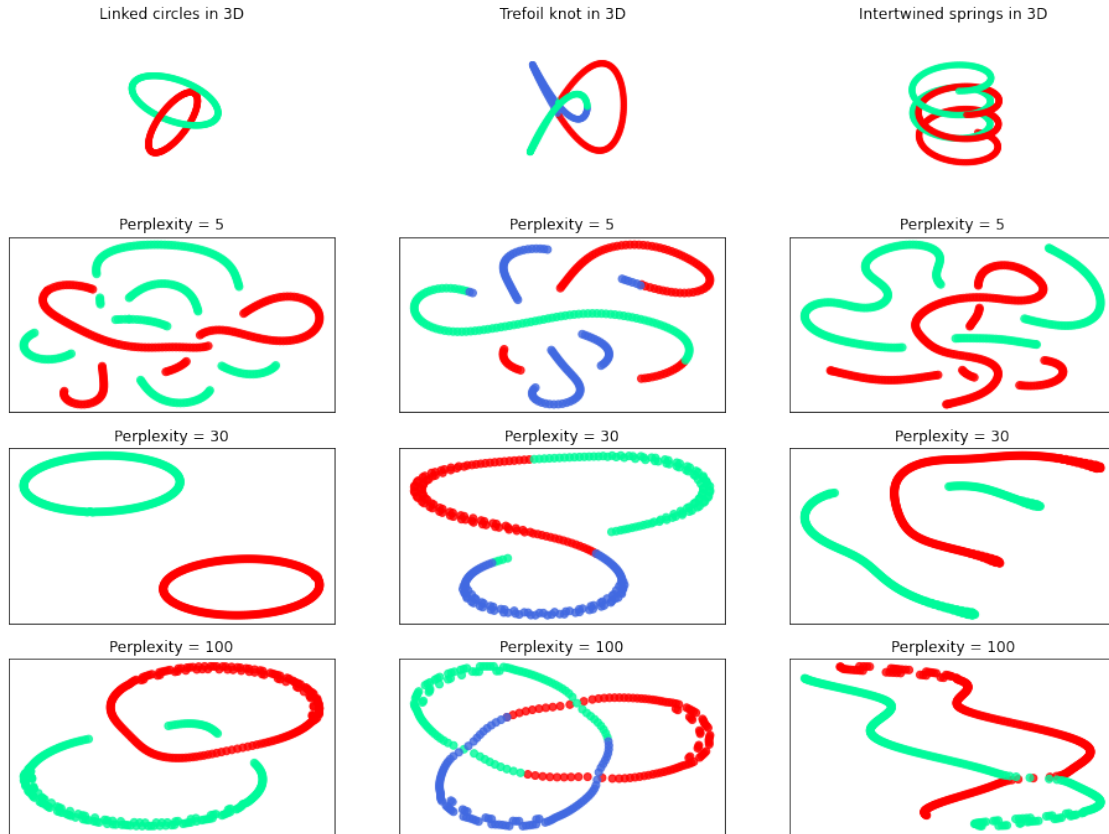 Linked circles in 3D
Trefoil knot in 3D
Intertwined springs in 3D
Perplexity = 5
Perplexity = 5
Perplexity = 5
Perplexity = 30
Perplexity = 30
Perplexity = 30
Perplexity = 100
Perplexity = 100
Perplexity = 100